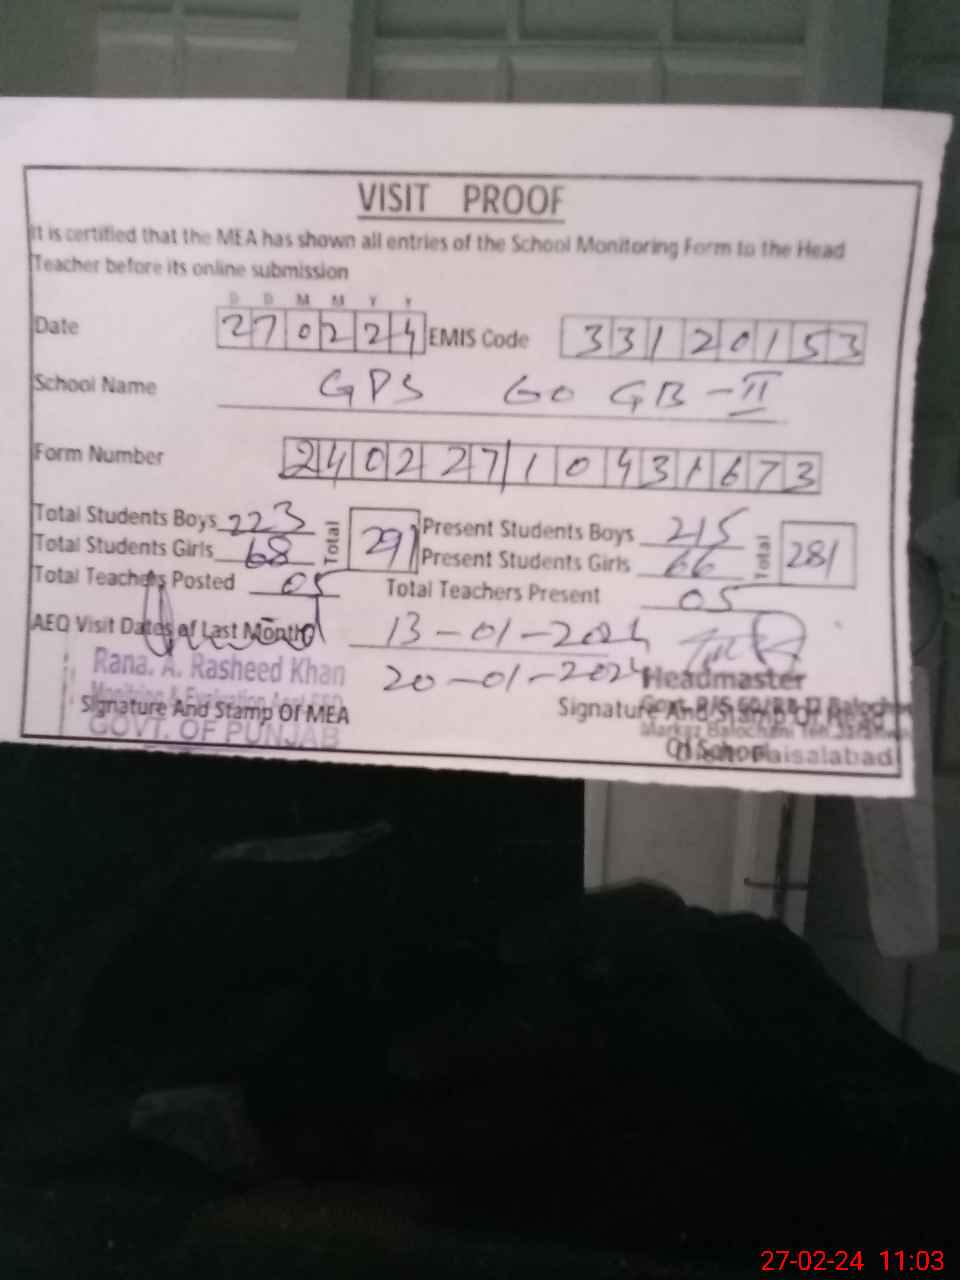 VISIT PROOF
It is certified that the MEA has shown all entries of the School Monitoring Form to the Head
Teacher before its online submission
D D M M Y Y
Date 270224 EMIS Code 33120153
School Name GPS 60 GB-II
Form Number 24022710431673
Total Students Boys 223 Total 291 Present Students Boys 215 Total 281
Total Students Girls 68 Present Students Girls 66
Total Teachers Posted 05 Total Teachers Present 05
AEO Visit Dates of Last Month 13-01-2024
20-01-2024
Rana. A. Rasheed Khan
Signature And Stamp Of MEA
GOVT. OF PUNJAB
Headmaster
Signature And Stamp Of Head
Of School
Faisalabad
27-02-24 11:03